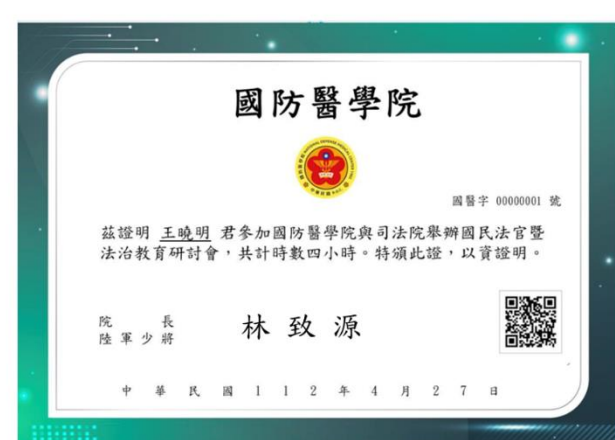 國防醫學院
國醫字 00000001 號
茲證明 王曉明 君參加國防醫學院與司法院舉辦國民法官暨
法治教育研討會，共計時數四小時。特頒此證，以資證明。
院長
陸軍少將
林致源
中華民國112年4月27日